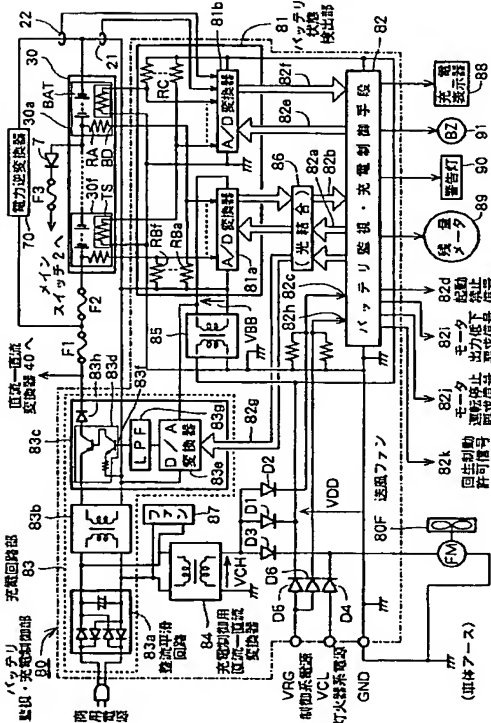 22
30
BAT
30a
21
電力逆変換器
70
F3
7
RA
BD
30f
TS
メイン
スイッチ2へ
F2
F1
直流-直流
変換器40へ
81
バッテリ
状態
検出部
81b
RC
A/D変換器
82f
82e
RBf
RBa
A/D変換器
81a
VBB
85
86
光結合
82a
82b
82c
82h
82
バッテリ監視・充電制御手段
88
充電
表示器
BZ
91
警告灯
90
残量
メータ
89
82d
起動
禁止
信号
82i
モータ
出力低下
要求信号
82j
モータ
運転停止
要求信号
82k
回生制動
許可信号
83h
83d
83f
83c
83g
LPF
D/A
変換器
83e
82g
83b
83
充電回路部
ファン
87
84
VCH
充電制御用
直流-直流
変換器
83a
整流平滑
回路
バッテリ
監視・充電制御部
80
商用電源
D2
D1
D3
D6
D5
D4
VDD
VRG
制御系電源
VCL
灯火器系電源
GND
80F
送風ファン
FM
(車体アース)